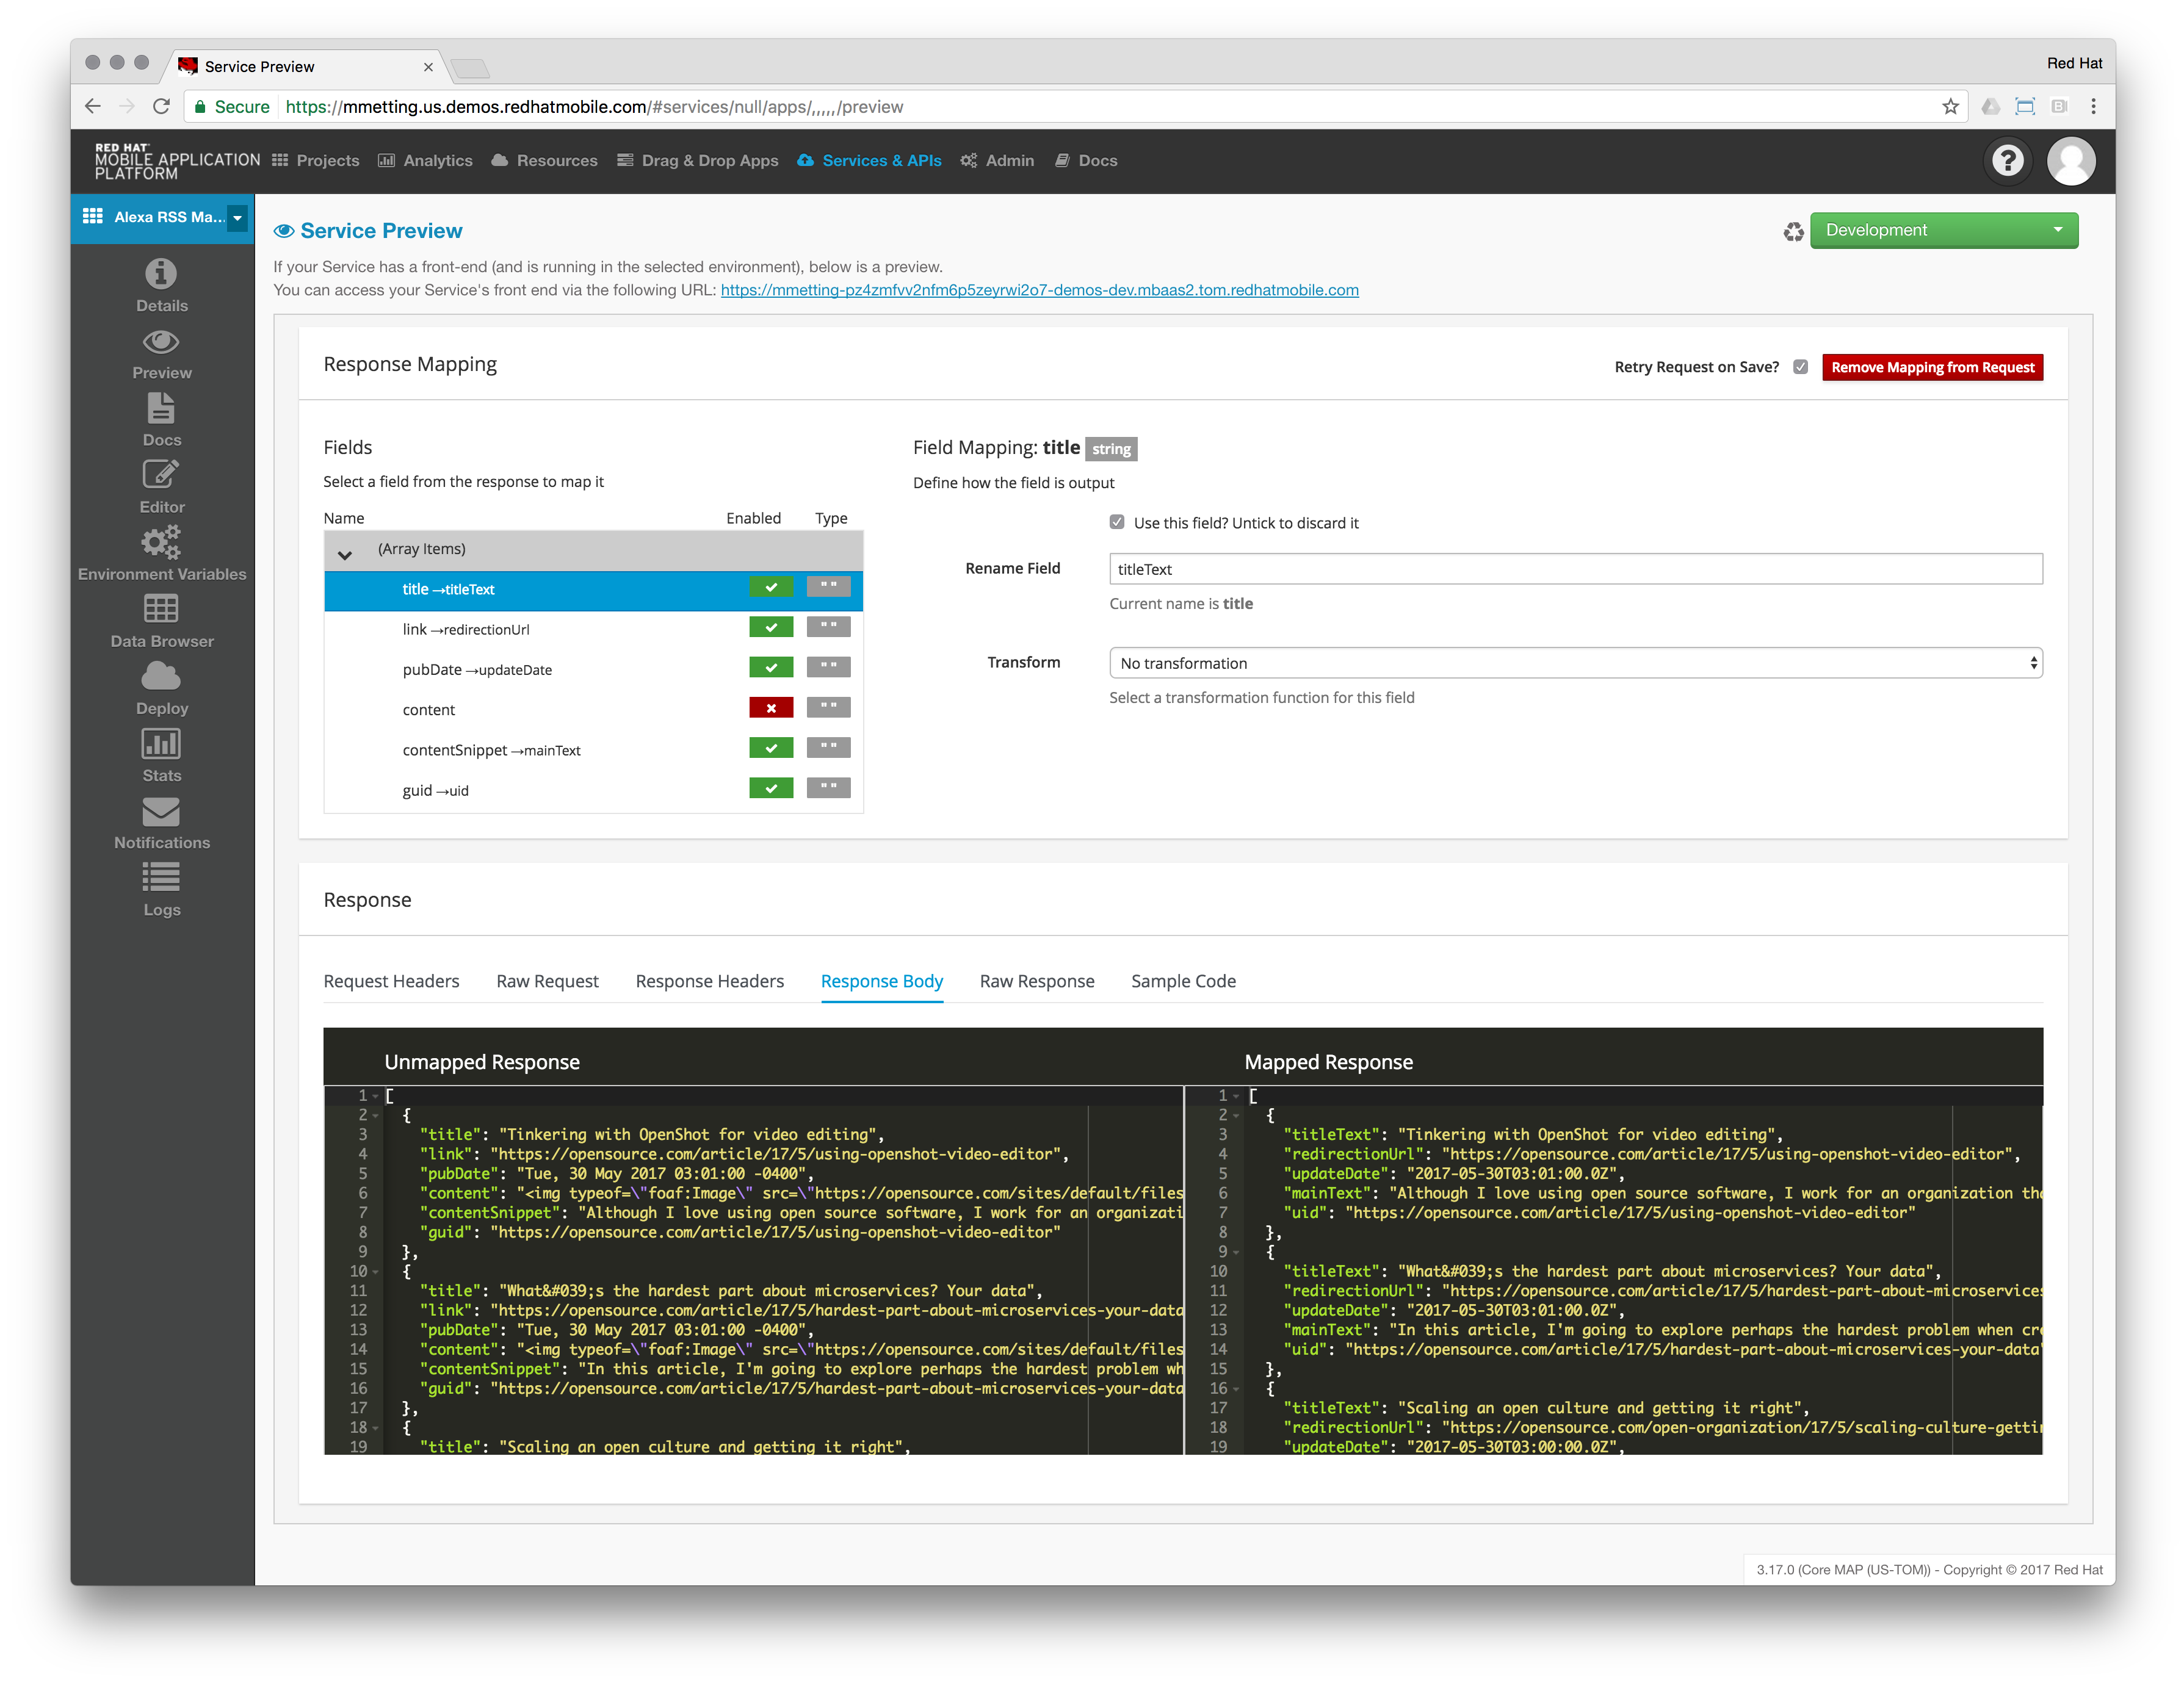 Service Preview
Red Hat
Secure https://mmetting.us.demos.redhatmobile.com/#services/null/apps/,,,,,/preview
RED HAT
MOBILE APPLICATION
PLATFORM
Projects Analytics Resources Drag & Drop Apps Services & APIs Admin Docs
Alexa RSS Ma...
Details
Preview
Docs
Editor
Environment Variables
Data Browser
Deploy
Stats
Notifications
Logs
Service Preview
Development
If your Service has a front-end (and is running in the selected environment), below is a preview.
You can access your Service's front end via the following URL: https://mmetting-pz4zmfvv2nfm6p5zeyrwi2o7-demos-dev.mbaas2.tom.redhatmobile.com
Response Mapping
Retry Request on Save? Remove Mapping from Request
Fields
Select a field from the response to map it
Name Enabled Type
(Array Items)
title →titleText " "
link →redirectionUrl " "
pubDate →updateDate " "
content " "
contentSnippet →mainText " "
guid →uid " "
Field Mapping: title string
Define how the field is output
Use this field? Untick to discard it
Rename Field titleText
Current name is title
Transform No transformation
Select a transformation function for this field
Response
Request Headers Raw Request Response Headers Response Body Raw Response Sample Code
Unmapped Response
1 [
2 {
3 "title": "Tinkering with OpenShot for video editing",
4 "link": "https://opensource.com/article/17/5/using-openshot-video-editor",
5 "pubDate": "Tue, 30 May 2017 03:01:00 -0400",
6 "content": "<img typeof=\"foaf:Image\" src=\"https://opensource.com/sites/default/files
7 "contentSnippet": "Although I love using open source software, I work for an organizati
8 "guid": "https://opensource.com/article/17/5/using-openshot-video-editor"
9 },
10 {
11 "title": "What&#039;s the hardest part about microservices? Your data",
12 "link": "https://opensource.com/article/17/5/hardest-part-about-microservices-your-data
13 "pubDate": "Tue, 30 May 2017 03:01:00 -0400",
14 "content": "<img typeof=\"foaf:Image\" src=\"https://opensource.com/sites/default/files
15 "contentSnippet": "In this article, I'm going to explore perhaps the hardest problem wh
16 "guid": "https://opensource.com/article/17/5/hardest-part-about-microservices-your-data
17 },
18 {
19 "title": "Scaling an open culture and getting it right",
Mapped Response
1 [
2 {
3 "titleText": "Tinkering with OpenShot for video editing",
4 "redirectionUrl": "https://opensource.com/article/17/5/using-openshot-video-editor",
5 "updateDate": "2017-05-30T03:01:00.0Z",
6 "mainText": "Although I love using open source software, I work for an organization tha
7 "uid": "https://opensource.com/article/17/5/using-openshot-video-editor"
8 },
9 {
10 "titleText": "What&#039;s the hardest part about microservices? Your data",
11 "redirectionUrl": "https://opensource.com/article/17/5/hardest-part-about-microservices
12 "updateDate": "2017-05-30T03:01:00.0Z",
13 "mainText": "In this article, I'm going to explore perhaps the hardest problem when cre
14 "uid": "https://opensource.com/article/17/5/hardest-part-about-microservices-your-data"
15 },
16 {
17 "titleText": "Scaling an open culture and getting it right",
18 "redirectionUrl": "https://opensource.com/open-organization/17/5/scaling-culture-gettin
19 "updateDate": "2017-05-30T03:00:00.0Z",
3.17.0 (Core MAP (US-TOM)) - Copyright © 2017 Red Hat